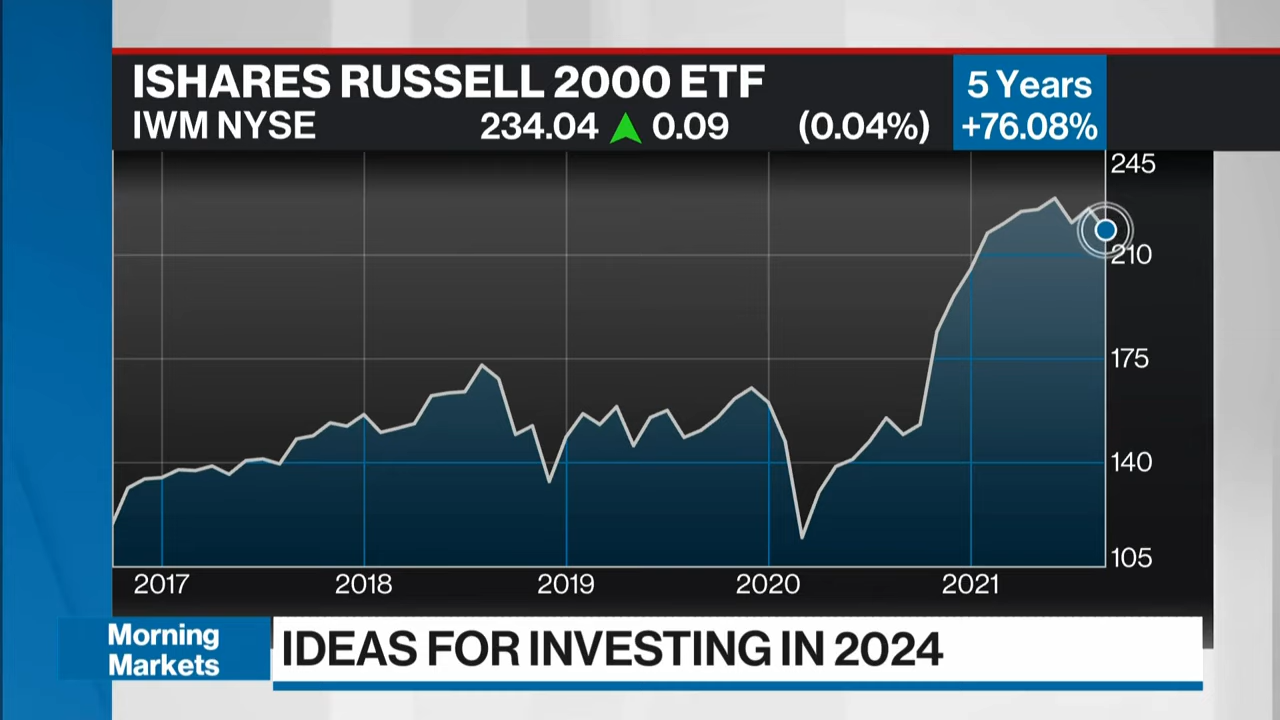 ISHARES RUSSELL 2000 ETF
IWM NYSE 234.04 ▲ 0.09 (0.04%)
5 Years
+76.08%
245
210
175
140
105
2017 2018 2019 2020 2021
Morning
Markets
IDEAS FOR INVESTING IN 2024